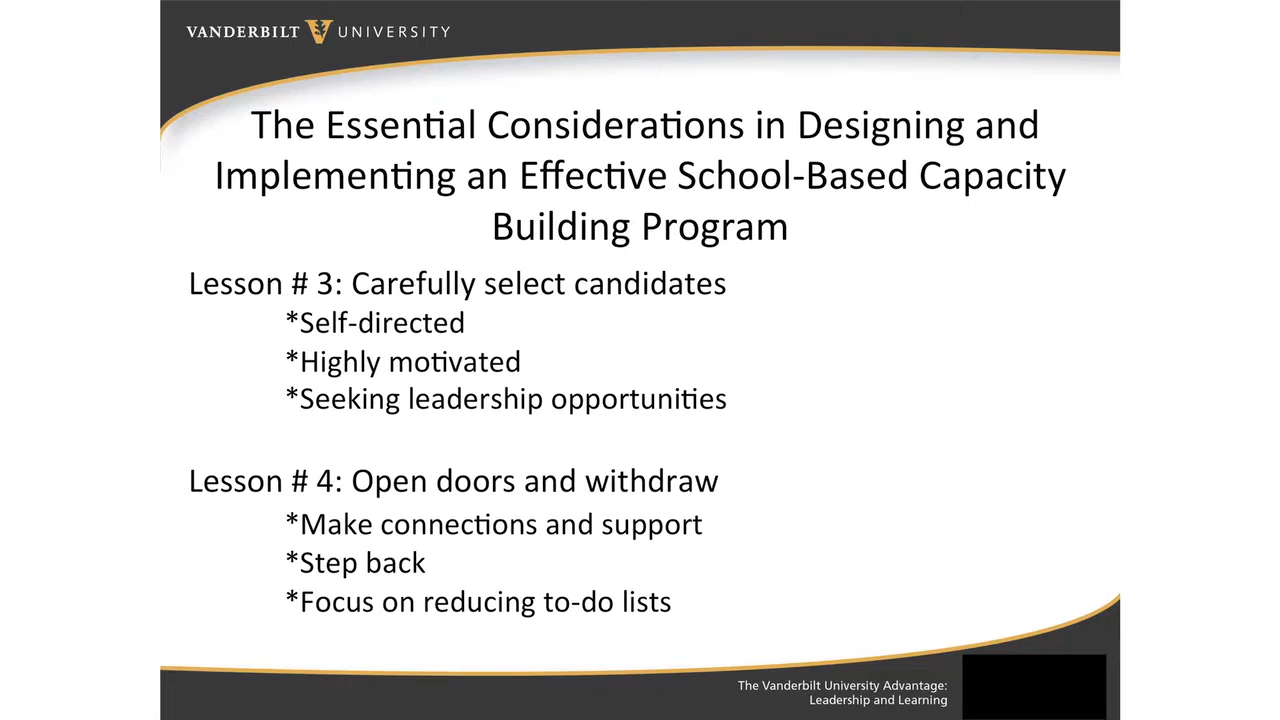 VANDERBILT UNIVERSITY
The Essential Considerations in Designing and
Implementing an Effective School-Based Capacity
Building Program
Lesson # 3: Carefully select candidates
*Self-directed
*Highly motivated
*Seeking leadership opportunities
Lesson # 4: Open doors and withdraw
*Make connections and support
*Step back
*Focus on reducing to-do lists
The Vanderbilt University Advantage:
Leadership and Learning